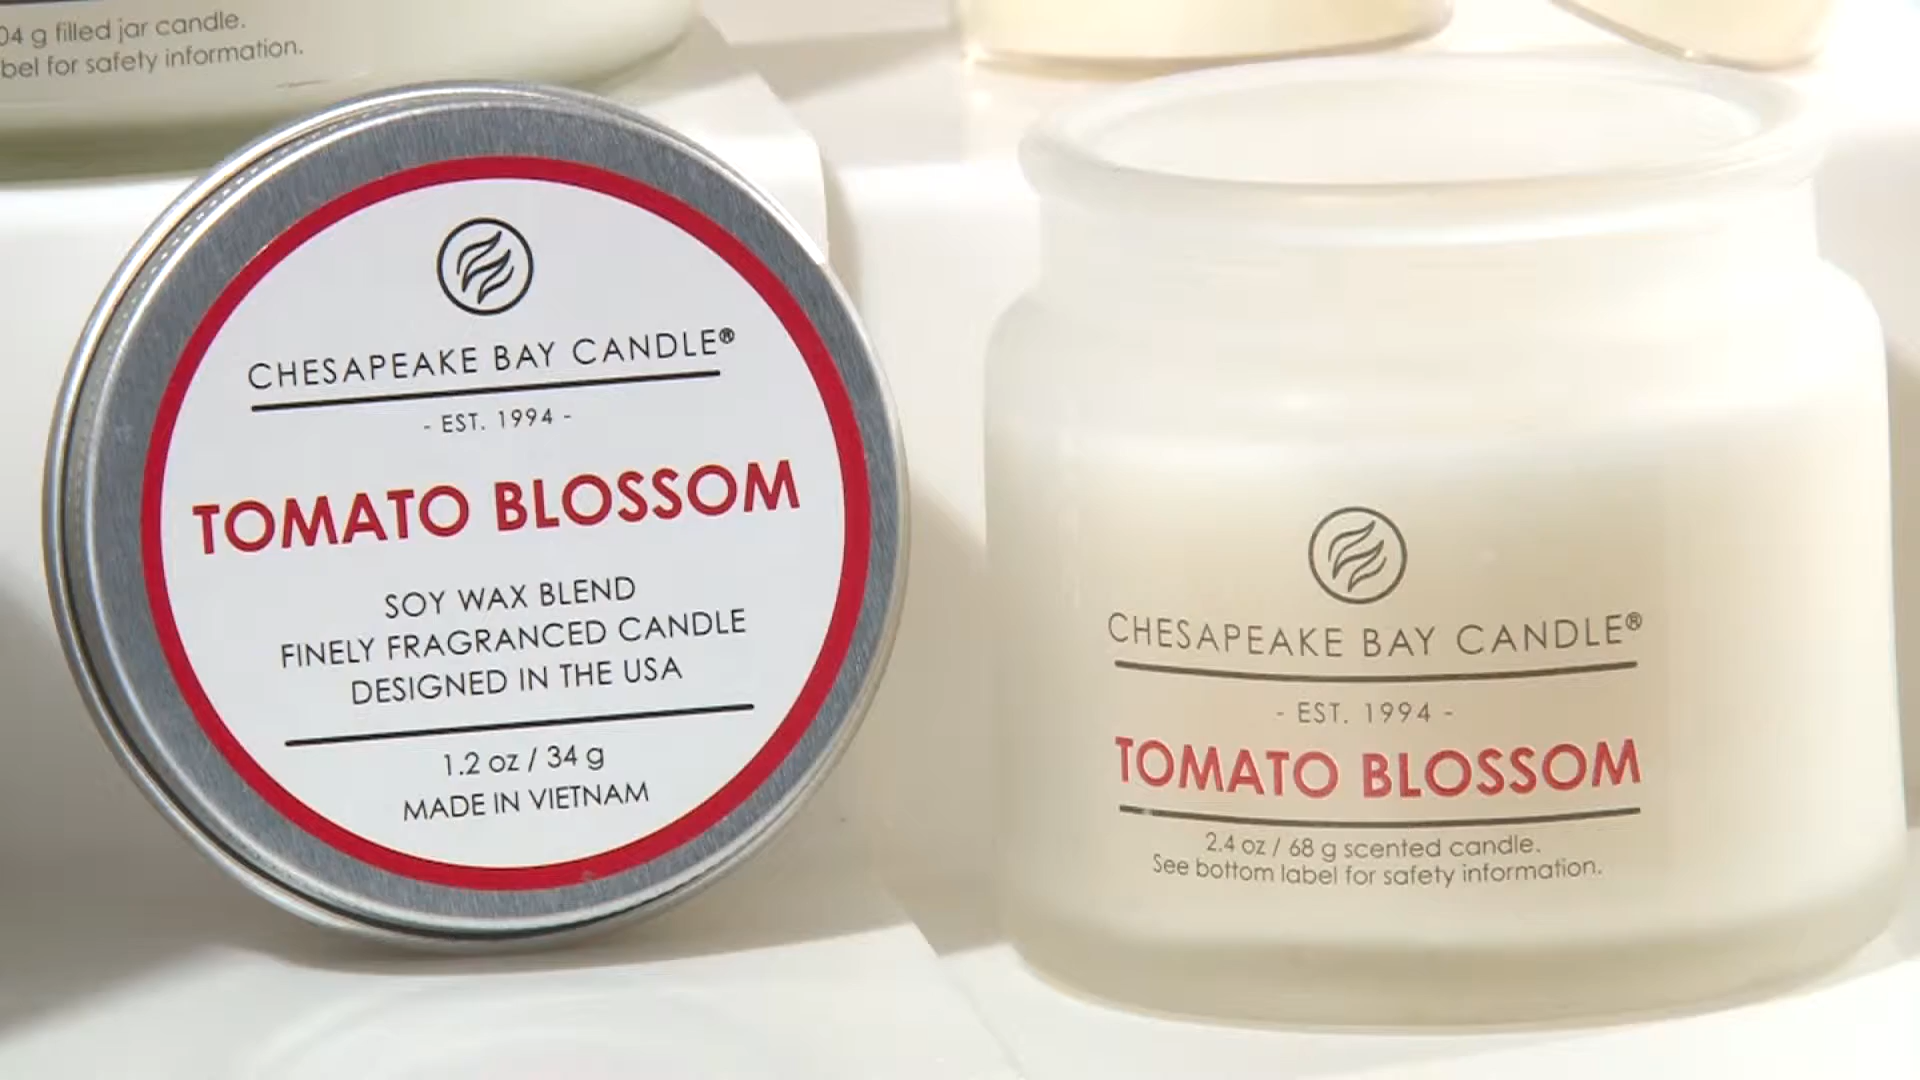 04 g filled jar candle.
bel for safety information.
CHESAPEAKE BAY CANDLE®
- EST. 1994 -
TOMATO BLOSSOM
SOY WAX BLEND
FINELY FRAGRANCED CANDLE
DESIGNED IN THE USA
1.2 oz / 34 g
MADE IN VIETNAM
CHESAPEAKE BAY CANDLE®
- EST. 1994 -
TOMATO BLOSSOM
2.4 oz / 68 g scented candle.
See bottom label for safety information.